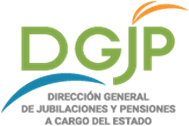 DGJP
DIRECCIÓN GENERAL
DE JUBILACIONES Y PENSIONES
A CARGO DEL ESTADO